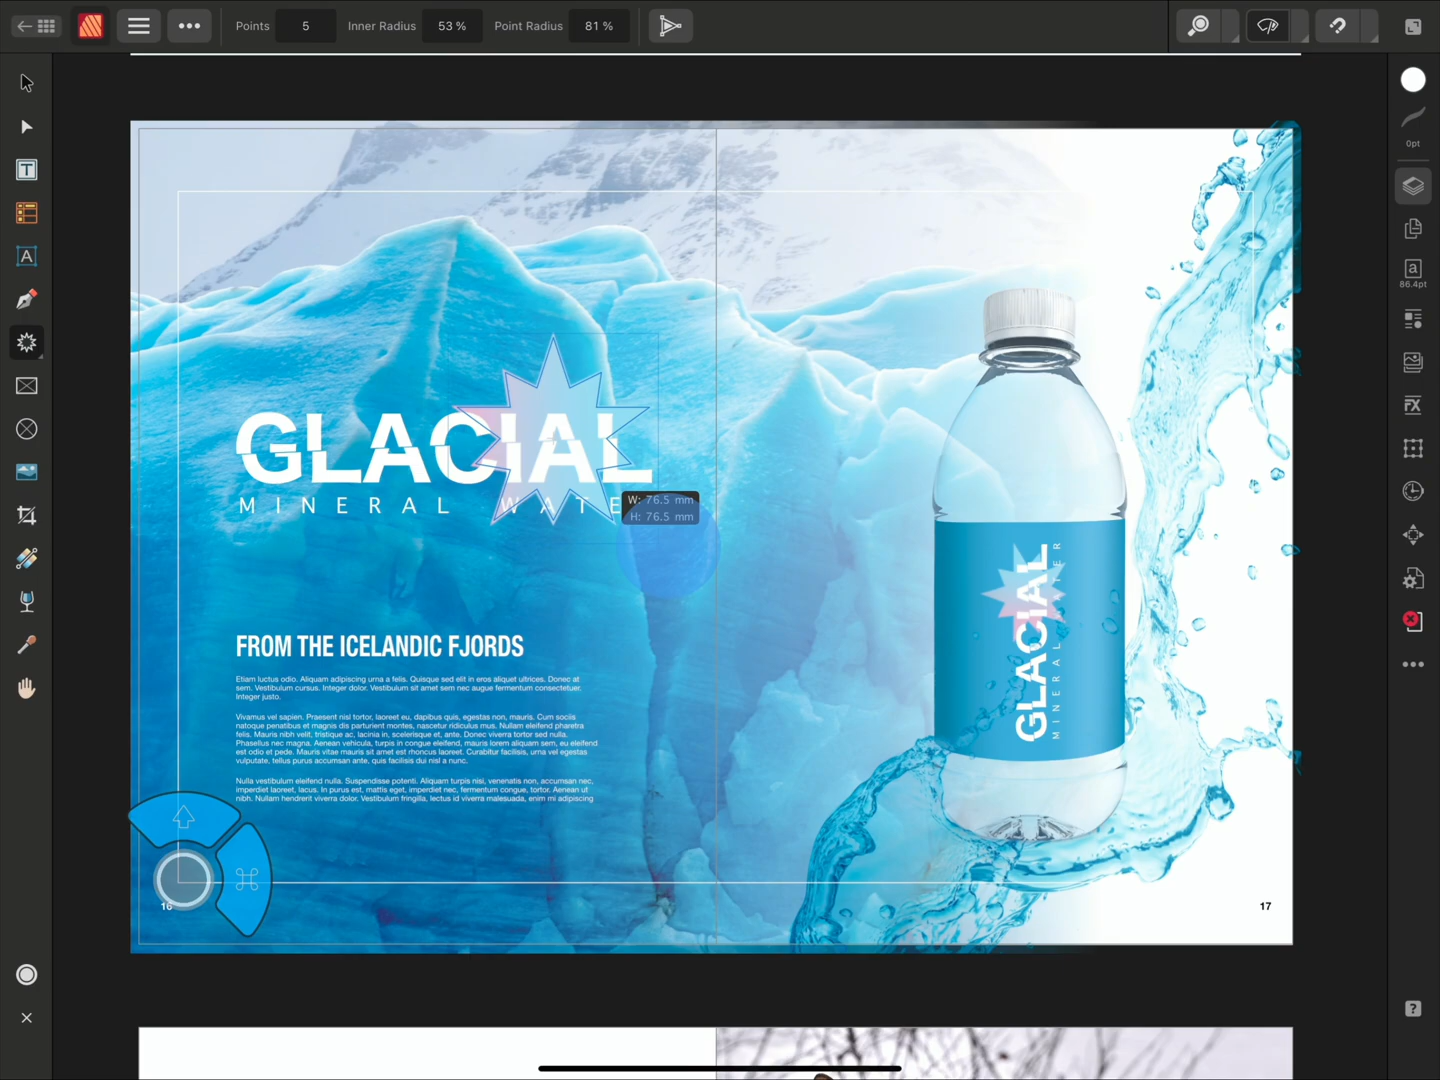 Points 5 Inner Radius 53 % Point Radius 81 %
0pt
a
86.4pt
T
A
FX
GLACIAL
MINERAL WATE
W: 76.5 mm
H: 76.5 mm
GLACIAL
MINERAL WATER
FROM THE ICELANDIC FJORDS
Etiam luctus odio. Aliquam adipiscing urna a felis. Quisque sed elit in eros aliquet ultrices. Donec at
sem. Vestibulum cursus. Integer dolor. Vestibulum sit amet sem nec augue fermentum consectetuer.
Integer justo.
Vivamus vel sapien. Praesent nisl tortor, laoreet eu, dapibus quis, egestas non, mauris. Cum sociis
natoque penatibus et magnis dis parturient montes, nascetur ridiculus mus. Nullam eleifend pharetra
felis. Mauris nibh velit, tristique ac, lacinia in, scelerisque et, ante. Donec viverra tortor sed nulla.
Phasellus nec magna. Aenean vehicula, turpis in congue eleifend, mauris lorem aliquam sem, eu eleifend
est odio et pede. Mauris vitae mauris sit amet est rhoncus laoreet. Curabitur facilisis, urna vel egestas
vulputate, tellus purus accumsan ante, quis facilisis dui nisl a nunc.
Nulla vestibulum eleifend nulla. Suspendisse potenti. Aliquam turpis nisi, venenatis non, accumsan nec,
imperdiet laoreet, lacus. In purus est, mattis eget, imperdiet nec, fermentum congue, tortor. Aenean ut
nibh. Nullam hendrerit viverra dolor. Vestibulum fringilla, lectus id viverra malesuada, enim mi adipiscing
16
17
?